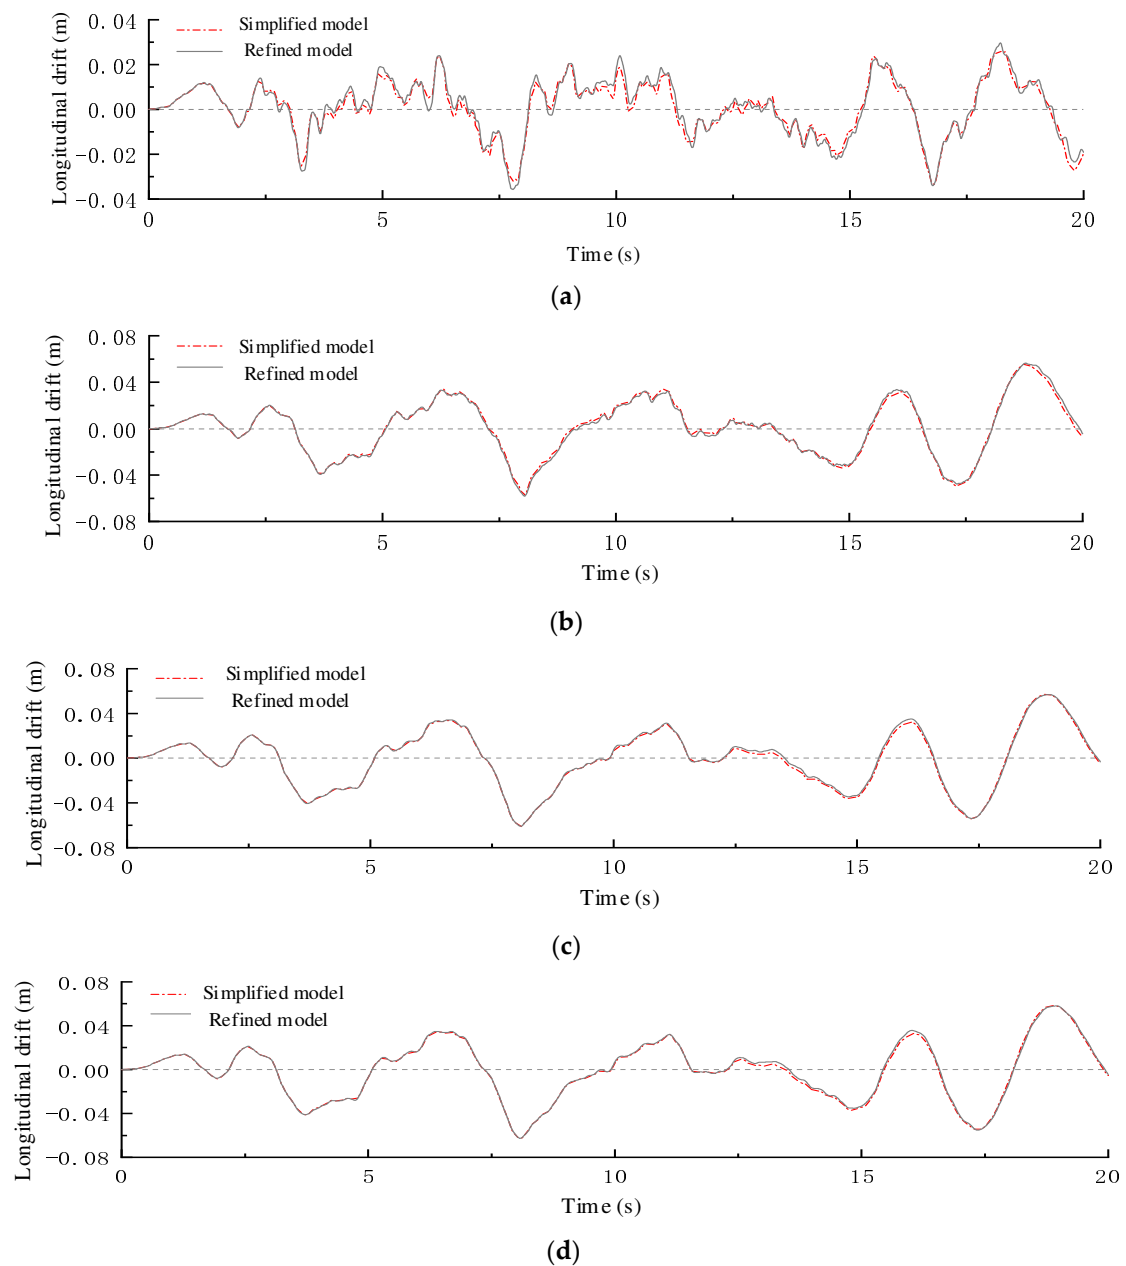 Longitudinal drift (m)
0.04
0.02
0.00
-0.02
-0.04
Simplified model
Refined model
0 5 10 15 20
Time (s)
(a)
Longitudinal drift (m)
0.08
0.04
0.00
-0.04
-0.08
Simplified model
Refined model
0 5 10 15 20
Time (s)
(b)
Longitudinal drift (m)
0.08
0.04
0.00
-0.04
-0.08
Simplified model
Refined model
0 5 10 15 20
Time (s)
(c)
Longitudinal drift (m)
0.08
0.04
0.00
-0.04
-0.08
Simplified model
Refined model
0 5 10 15 20
Time (s)
(d)